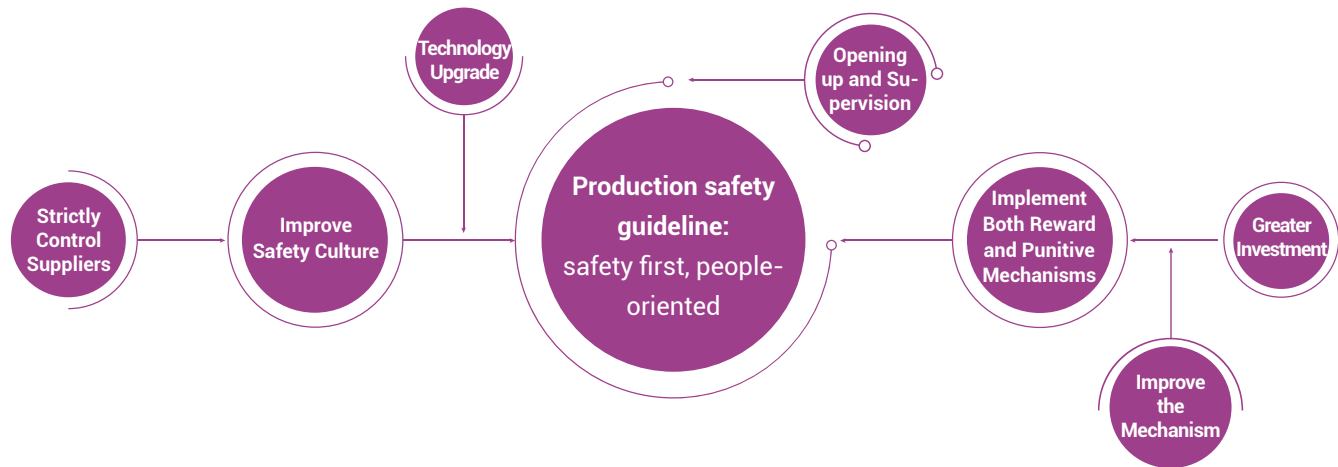 Technology
Upgrade
Opening
up and Su-
pervision
Strictly
Control
Suppliers
Improve
Safety Culture
Production safety
guideline:
safety first, people-
oriented
Implement
Both Reward
and Punitive
Mechanisms
Greater
Investment
Improve
the
Mechanism